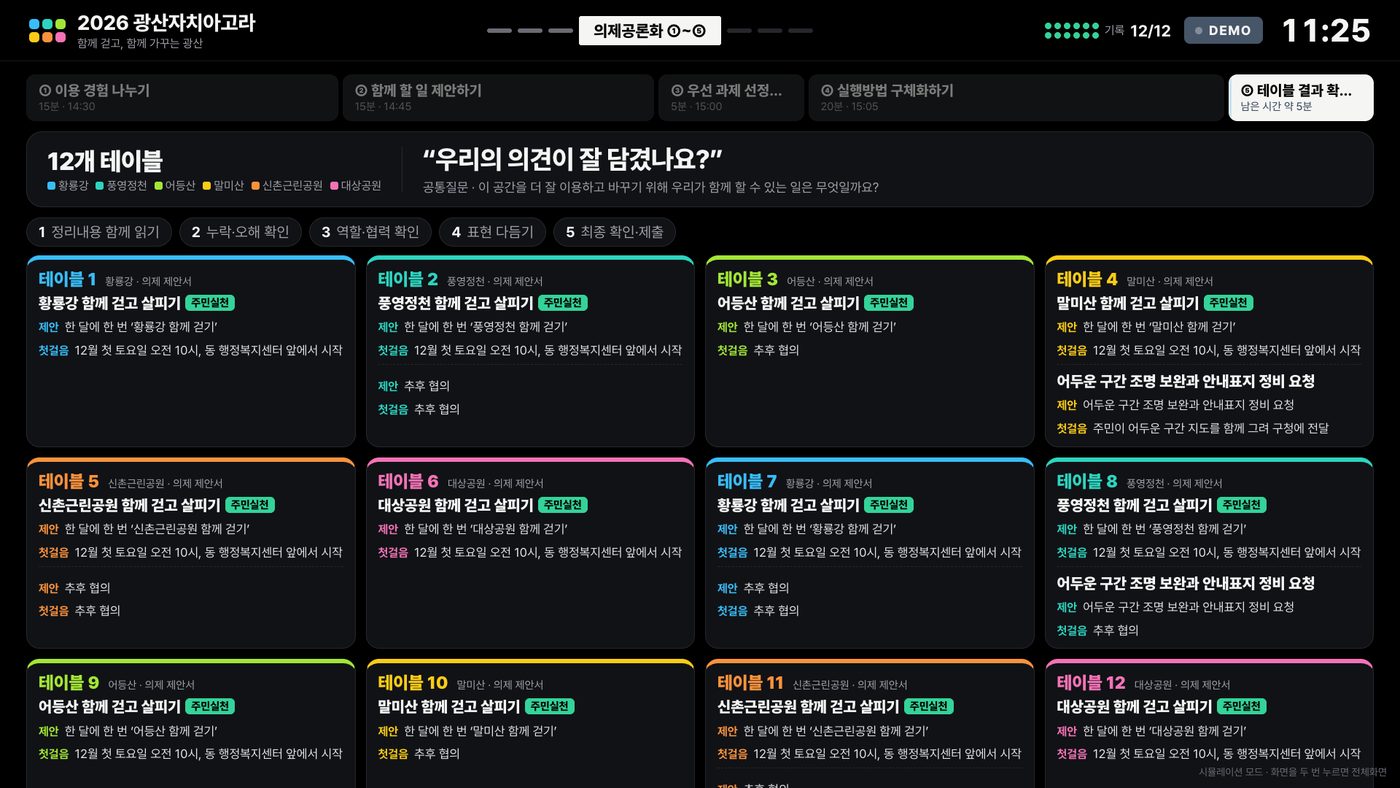 2026 광산자치아고라
함께 걷고, 함께 가꾸는 광산
의제공론화 ①~⑤
기록 12/12
DEMO
11:25
① 이용 경험 나누기
15분 · 14:30
② 함께 할 일 제안하기
15분 · 14:45
③ 우선 과제 선정...
5분 · 15:00
④ 실행방법 구체화하기
20분 · 15:05
⑤ 테이블 결과 확...
남은 시간 약 5분
12개 테이블
황룡강 풍영정천 어등산 말미산 신촌근린공원 대상공원
“우리의 의견이 잘 담겼나요?”
공통질문 · 이 공간을 더 잘 이용하고 바꾸기 위해 우리가 함께 할 수 있는 일은 무엇일까요?
1 정리내용 함께 읽기
2 누락·오해 확인
3 역할·협력 확인
4 표현 다듬기
5 최종 확인·제출
테이블 1 황룡강 · 의제 제안서
황룡강 함께 걷고 살피기 주민실천
제안 한 달에 한 번 ‘황룡강 함께 걷기’
첫걸음 12월 첫 토요일 오전 10시, 동 행정복지센터 앞에서 시작
테이블 2 풍영정천 · 의제 제안서
풍영정천 함께 걷고 살피기 주민실천
제안 한 달에 한 번 ‘풍영정천 함께 걷기’
첫걸음 12월 첫 토요일 오전 10시, 동 행정복지센터 앞에서 시작
제안 추후 협의
첫걸음 추후 협의
테이블 3 어등산 · 의제 제안서
어등산 함께 걷고 살피기 주민실천
제안 한 달에 한 번 ‘어등산 함께 걷기’
첫걸음 추후 협의
테이블 4 말미산 · 의제 제안서
말미산 함께 걷고 살피기 주민실천
제안 한 달에 한 번 ‘말미산 함께 걷기’
첫걸음 12월 첫 토요일 오전 10시, 동 행정복지센터 앞에서 시작
어두운 구간 조명 보완과 안내표지 정비 요청
제안 어두운 구간 조명 보완과 안내표지 정비 요청
첫걸음 주민이 어두운 구간 지도를 함께 그려 구청에 전달
테이블 5 신촌근린공원 · 의제 제안서
신촌근린공원 함께 걷고 살피기 주민실천
제안 한 달에 한 번 ‘신촌근린공원 함께 걷기’
첫걸음 12월 첫 토요일 오전 10시, 동 행정복지센터 앞에서 시작
제안 추후 협의
첫걸음 추후 협의
테이블 6 대상공원 · 의제 제안서
대상공원 함께 걷고 살피기 주민실천
제안 한 달에 한 번 ‘대상공원 함께 걷기’
첫걸음 12월 첫 토요일 오전 10시, 동 행정복지센터 앞에서 시작
테이블 7 황룡강 · 의제 제안서
황룡강 함께 걷고 살피기 주민실천
제안 한 달에 한 번 ‘황룡강 함께 걷기’
첫걸음 12월 첫 토요일 오전 10시, 동 행정복지센터 앞에서 시작
제안 추후 협의
첫걸음 추후 협의
테이블 8 풍영정천 · 의제 제안서
풍영정천 함께 걷고 살피기 주민실천
제안 한 달에 한 번 ‘풍영정천 함께 걷기’
첫걸음 12월 첫 토요일 오전 10시, 동 행정복지센터 앞에서 시작
어두운 구간 조명 보완과 안내표지 정비 요청
제안 어두운 구간 조명 보완과 안내표지 정비 요청
첫걸음 추후 협의
테이블 9 어등산 · 의제 제안서
어등산 함께 걷고 살피기 주민실천
제안 한 달에 한 번 ‘어등산 함께 걷기’
첫걸음 12월 첫 토요일 오전 10시, 동 행정복지센터 앞에서 시작
테이블 10 말미산 · 의제 제안서
말미산 함께 걷고 살피기 주민실천
제안 한 달에 한 번 ‘말미산 함께 걷기’
첫걸음 추후 협의
테이블 11 신촌근린공원 · 의제 제안서
신촌근린공원 함께 걷고 살피기 주민실천
제안 한 달에 한 번 ‘신촌근린공원 함께 걷기’
첫걸음 12월 첫 토요일 오전 10시, 동 행정복지센터 앞에서 시작
테이블 12 대상공원 · 의제 제안서
대상공원 함께 걷고 살피기 주민실천
제안 한 달에 한 번 ‘대상공원 함께 걷기’
첫걸음 12월 첫 토요일 오전 10시, 동 행정복지센터 앞에서 시작
시뮬레이션 모드 · 화면을 두 번 누르면 전체화면